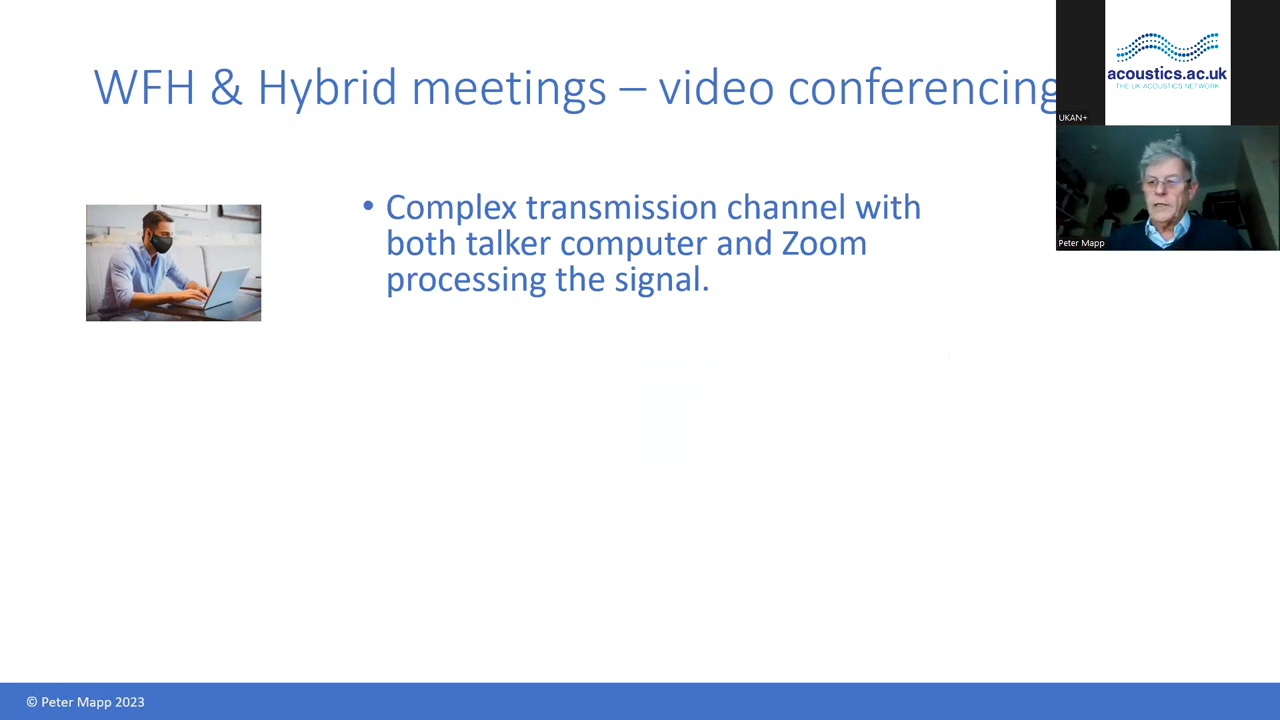 WFH & Hybrid meetings – video conferencing
acoustics.ac.uk
THE UK ACOUSTICS NETWORK
UKAN+
Peter Mapp
• Complex transmission channel with
both talker computer and Zoom
processing the signal.
© Peter Mapp 2023